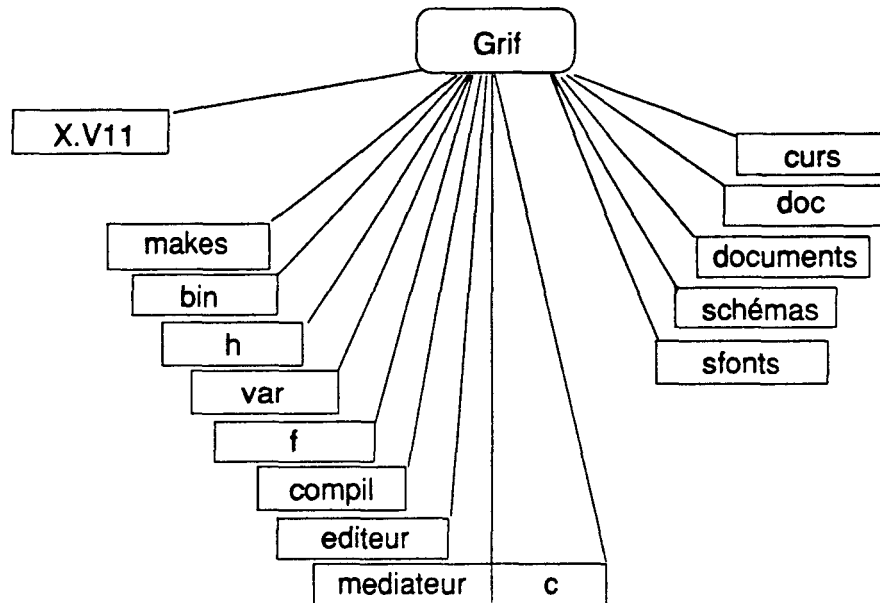 Grif
X.V11
curs
doc
makes
documents
bin
schémas
h
sfonts
var
f
compil
editeur
mediateur c